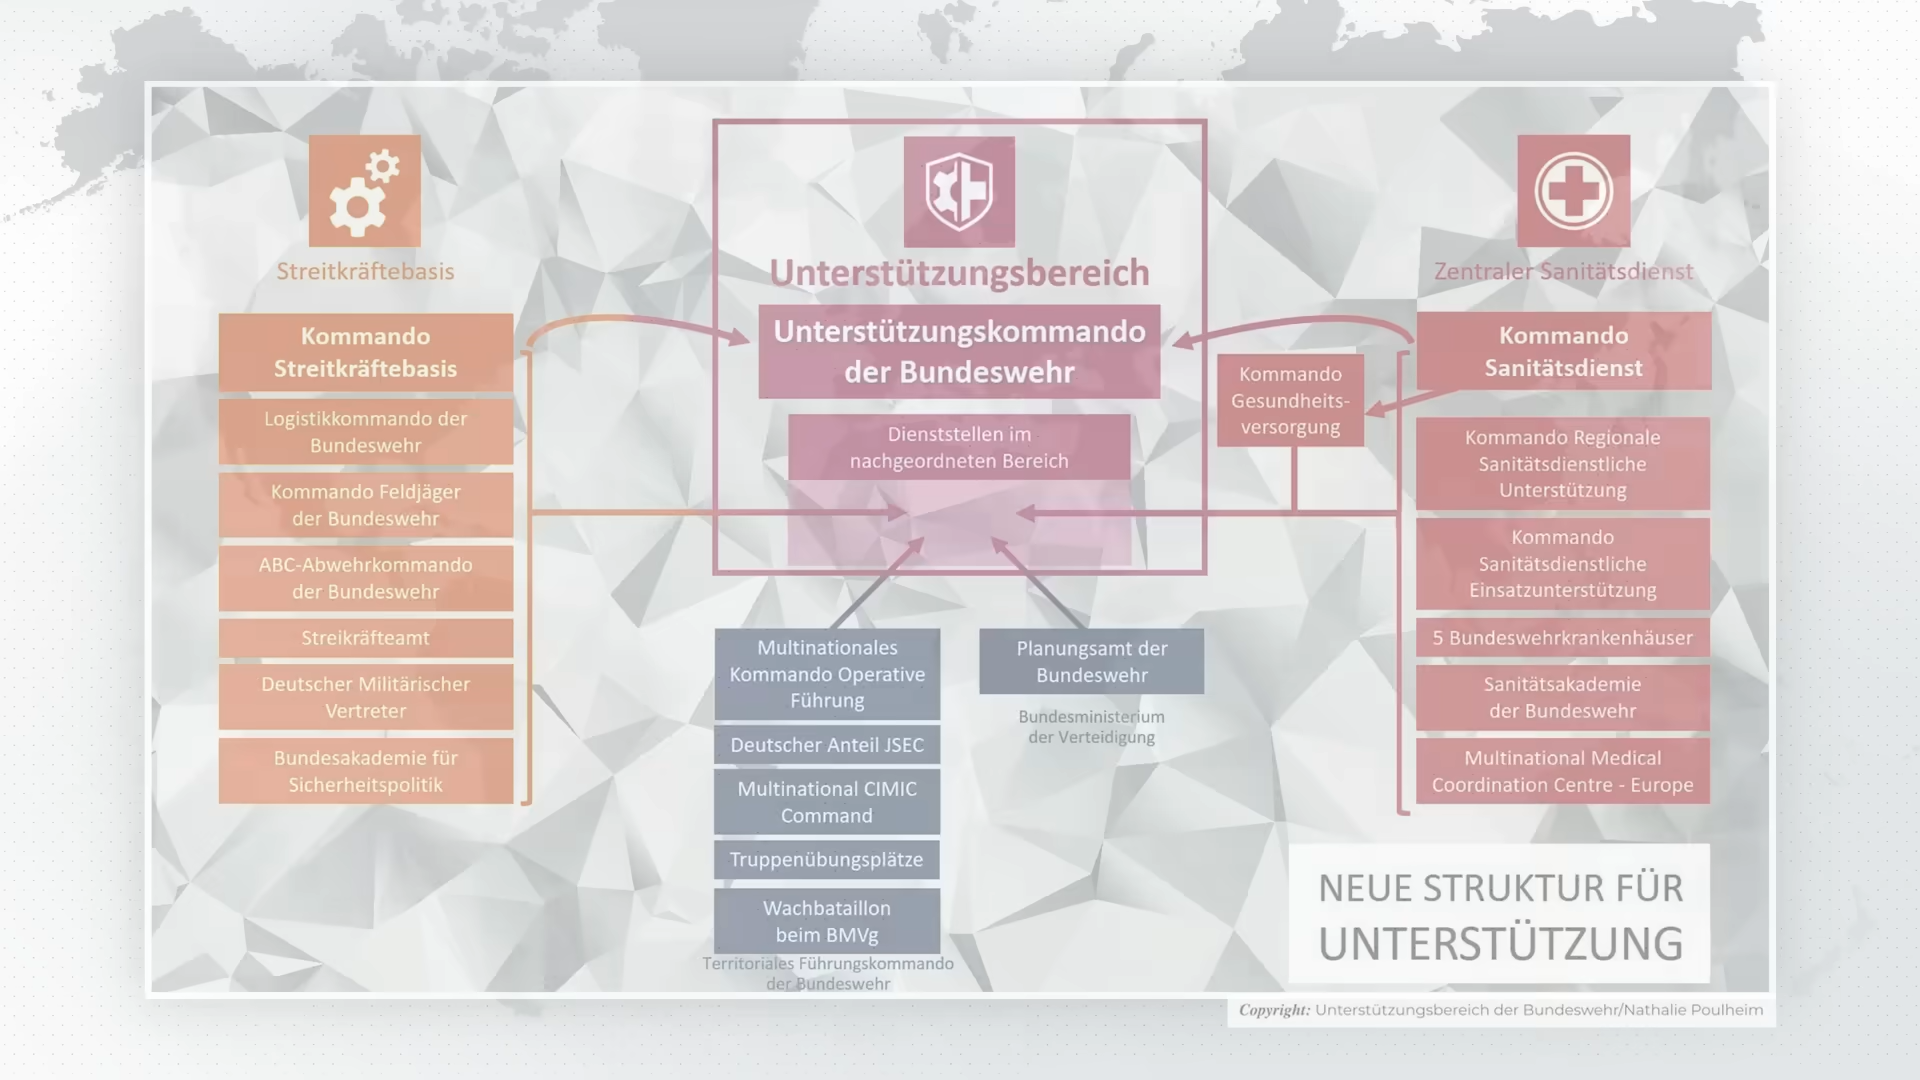 Streitkräftebasis
Kommando
Streitkräftebasis
Logistikkommando der
Bundeswehr
Kommando Feldjäger
der Bundeswehr
ABC-Abwehrkommando
der Bundeswehr
Streikräfteamt
Deutscher Militärischer
Vertreter
Bundesakademie für
Sicherheitspolitik
Unterstützungsbereich
Unterstützungskommando
der Bundeswehr
Dienststellen im
nachgeordneten Bereich
Multinationales
Kommando Operative
Führung
Deutscher Anteil JSEC
Multinational CIMIC
Command
Truppenübungsplätze
Wachbataillon
beim BMVg
Territoriales Führungskommando
der Bundeswehr
Planungsamt der
Bundeswehr
Bundesministerium
der Verteidigung
Kommando
Gesundheits-
versorgung
Zentraler Sanitätsdienst
Kommando
Sanitätsdienst
Kommando Regionale
Sanitätsdienstliche
Unterstützung
Kommando
Sanitätsdienstliche
Einsatzunterstützung
5 Bundeswehrkrankenhäuser
Sanitätsakademie
der Bundeswehr
Multinational Medical
Coordination Centre - Europe
NEUE STRUKTUR FÜR
UNTERSTÜTZUNG
Copyright: Unterstützungsbereich der Bundeswehr/Nathalie Poulheim